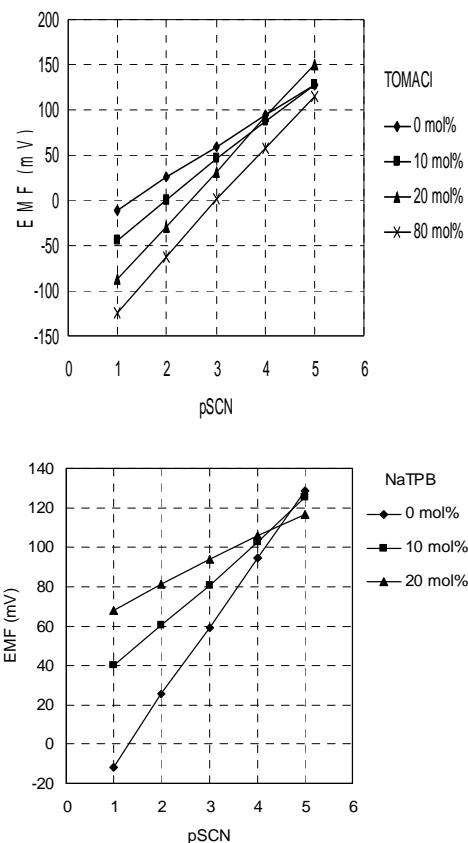 200
150
100
50
0
-50
-100
-150
E M F (m V)
0 1 2 3 4 5 6
pSCN
TOMACl
0 mol%
10 mol%
20 mol%
80 mol%
140
120
100
80
60
40
20
0
-20
EMF (mV)
0 1 2 3 4 5 6
pSCN
NaTPB
0 mol%
10 mol%
20 mol%